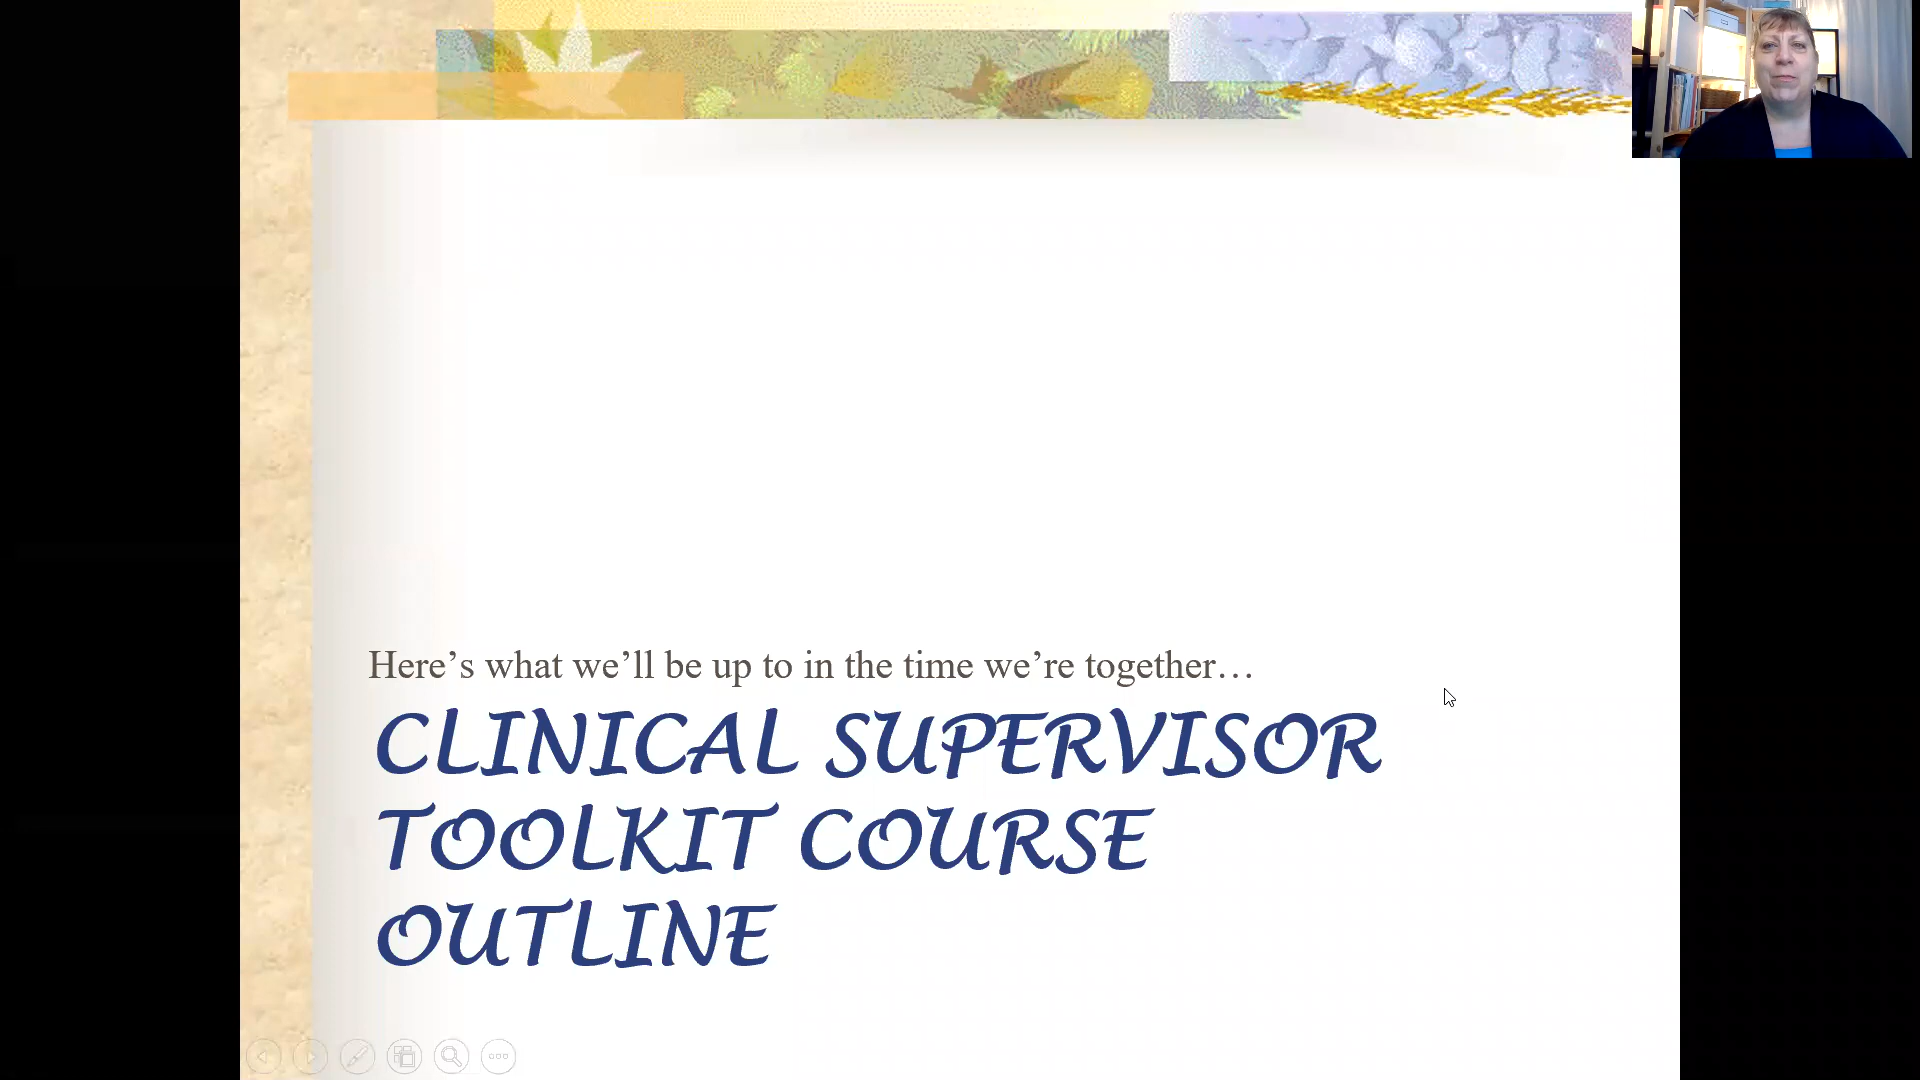 Here’s what we’ll be up to in the time we’re together…
CLINICAL SUPERVISOR
TOOLKIT COURSE
OUTLINE